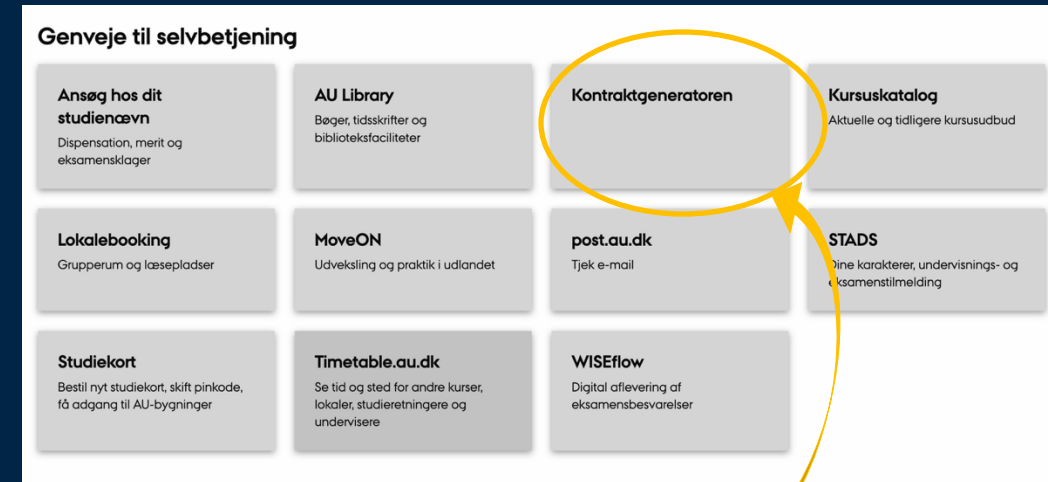 Genveje til selvbetjening
Ansøg hos dit
studienævn
Dispensation, merit og
eksamensklager
AU Library
Bøger, tidsskrifter og
biblioteksfaciliteter
Kontraktgeneratoren
Kursuskatalog
Aktuelle og tidligere kursusudbud
Lokalebooking
Grupperum og læsepladser
MoveON
Udveksling og praktik i udlandet
post.au.dk
Tjek e-mail
STADS
Dine karakterer, undervisnings- og
eksamenstilmelding
Studiekort
Bestil nyt studiekort, skift pinkode,
få adgang til AU-bygninger
Timetable.au.dk
Se tid og sted for andre kurser,
lokaler, studieretningere og
undervisere
WISEflow
Digital aflevering af
eksamensbesvarelser